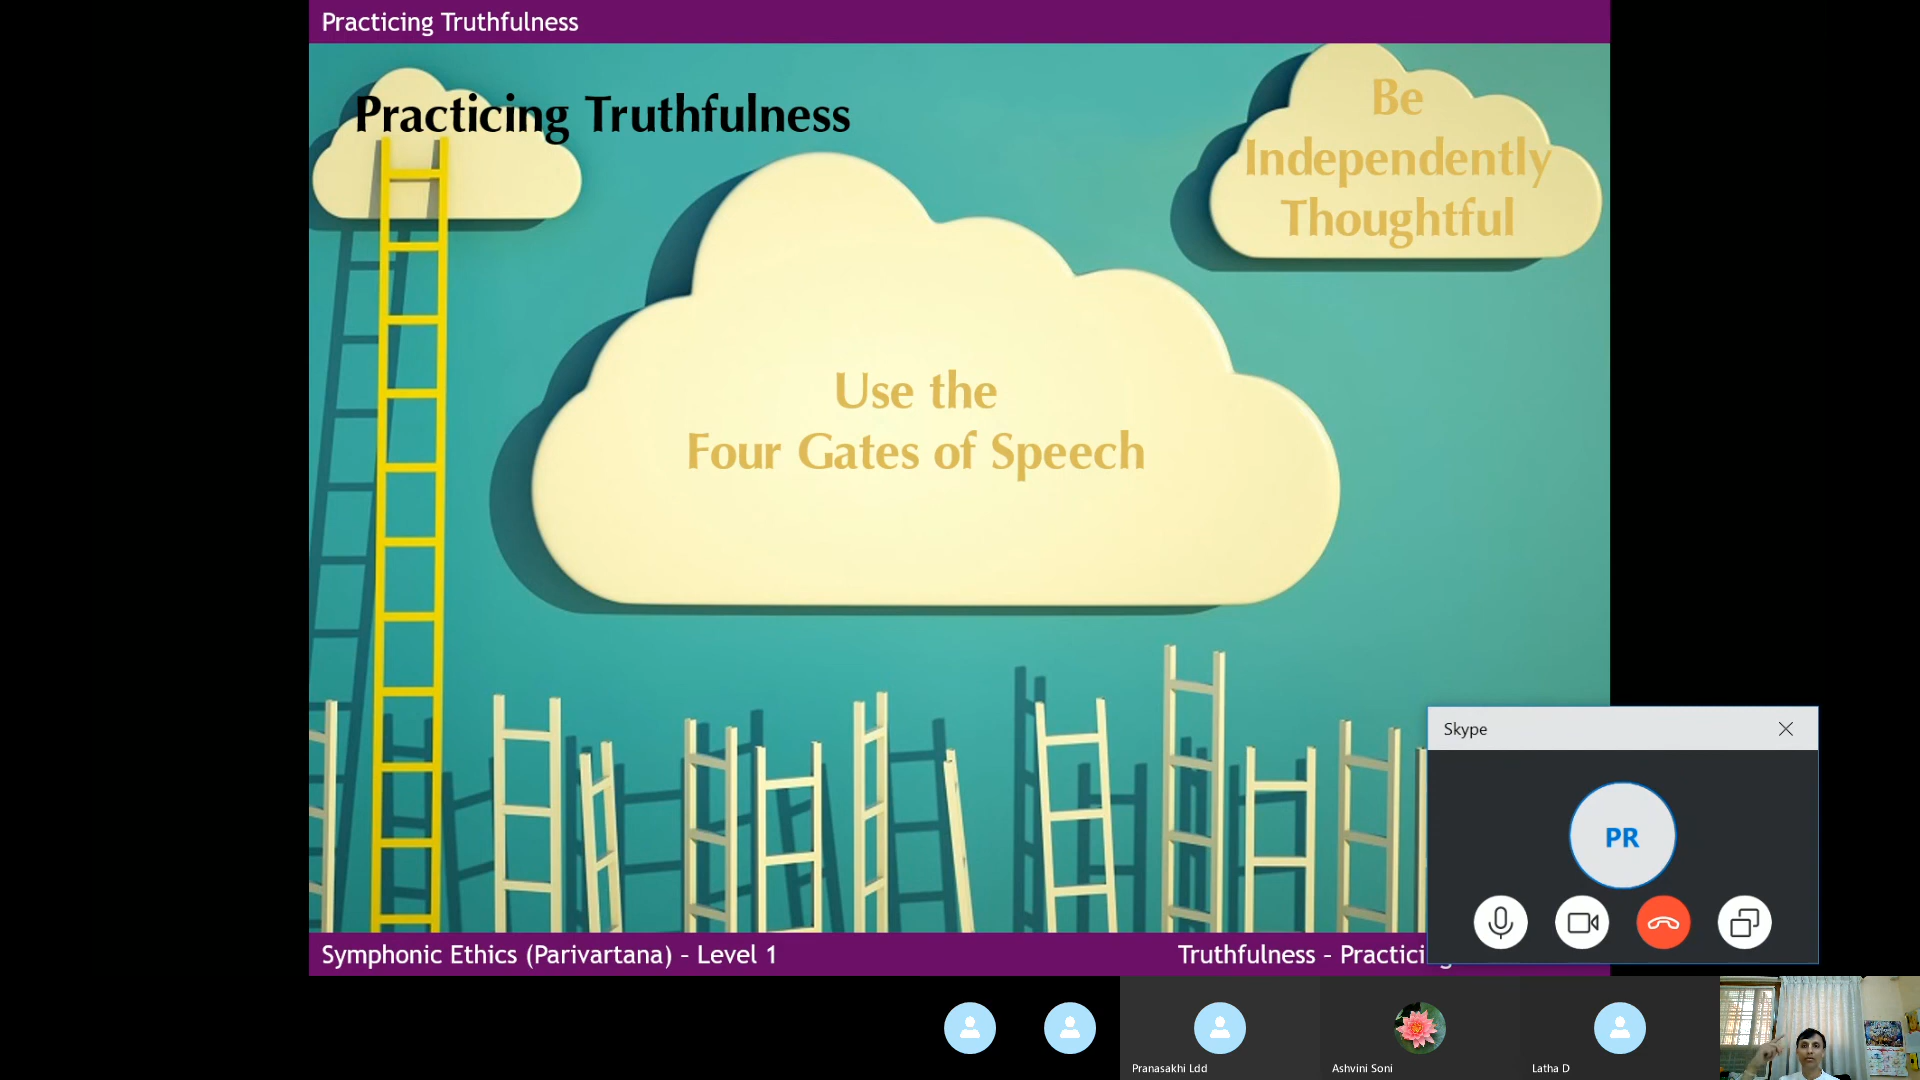 Practicing Truthfulness
Practicing Truthfulness
Be
Independently
Thoughtful
Use the
Four Gates of Speech
Skype
PR
Symphonic Ethics (Parivartana) – Level 1
Truthfulness – Practicing
Pranasakhi Ldd
Ashvini Soni
Latha D